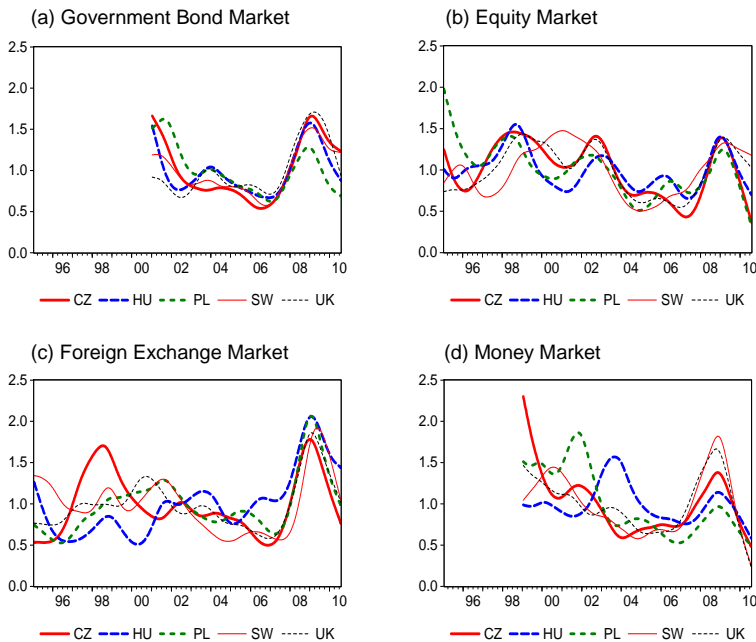 (a) Government Bond Market
2.5
2.0
1.5
1.0
0.5
0.0
96 98 00 02 04 06 08 10
CZ HU PL SW UK
(b) Equity Market
2.5
2.0
1.5
1.0
0.5
0.0
96 98 00 02 04 06 08 10
CZ HU PL SW UK
(c) Foreign Exchange Market
2.5
2.0
1.5
1.0
0.5
0.0
96 98 00 02 04 06 08 10
CZ HU PL SW UK
(d) Money Market
2.5
2.0
1.5
1.0
0.5
0.0
96 98 00 02 04 06 08 10
CZ HU PL SW UK